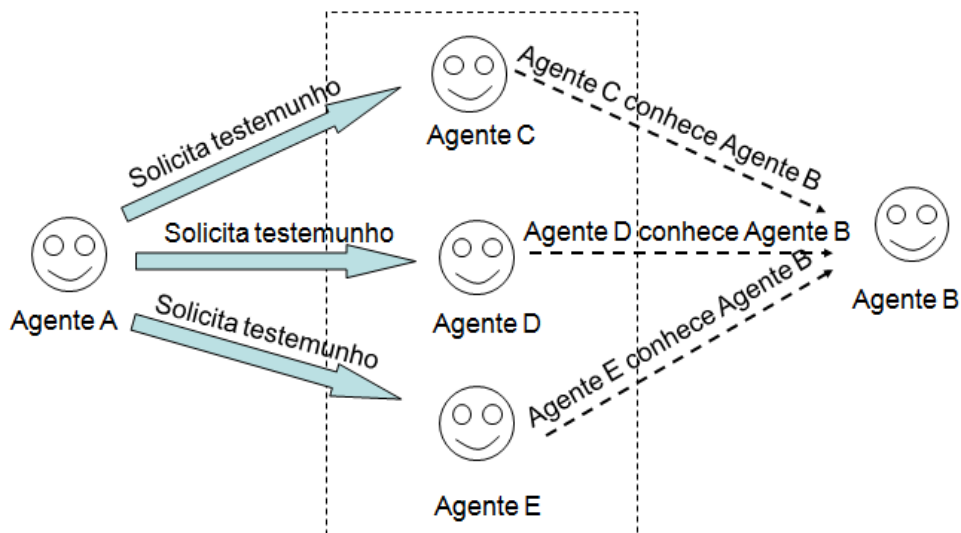 Solicita testemunho
Agente C
Agente C conhece Agente B
Agente A
Solicita testemunho
Agente D
Agente D conhece Agente B
Agente B
Solicita testemunho
Agente E
Agente E conhece Agente B